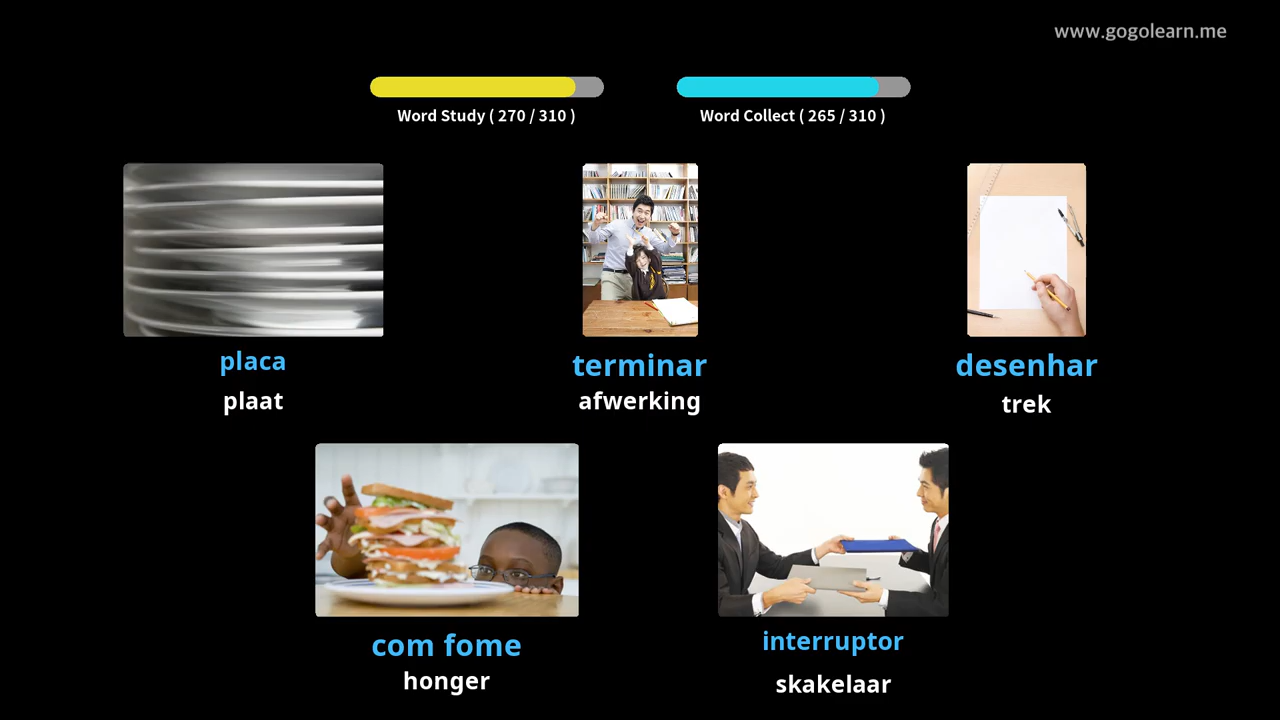 www.gogolearn.me
Word Study ( 270 / 310 )
Word Collect ( 265 / 310 )
placa
plaat
terminar
afwerking
desenhar
trek
com fome
honger
interruptor
skakelaar